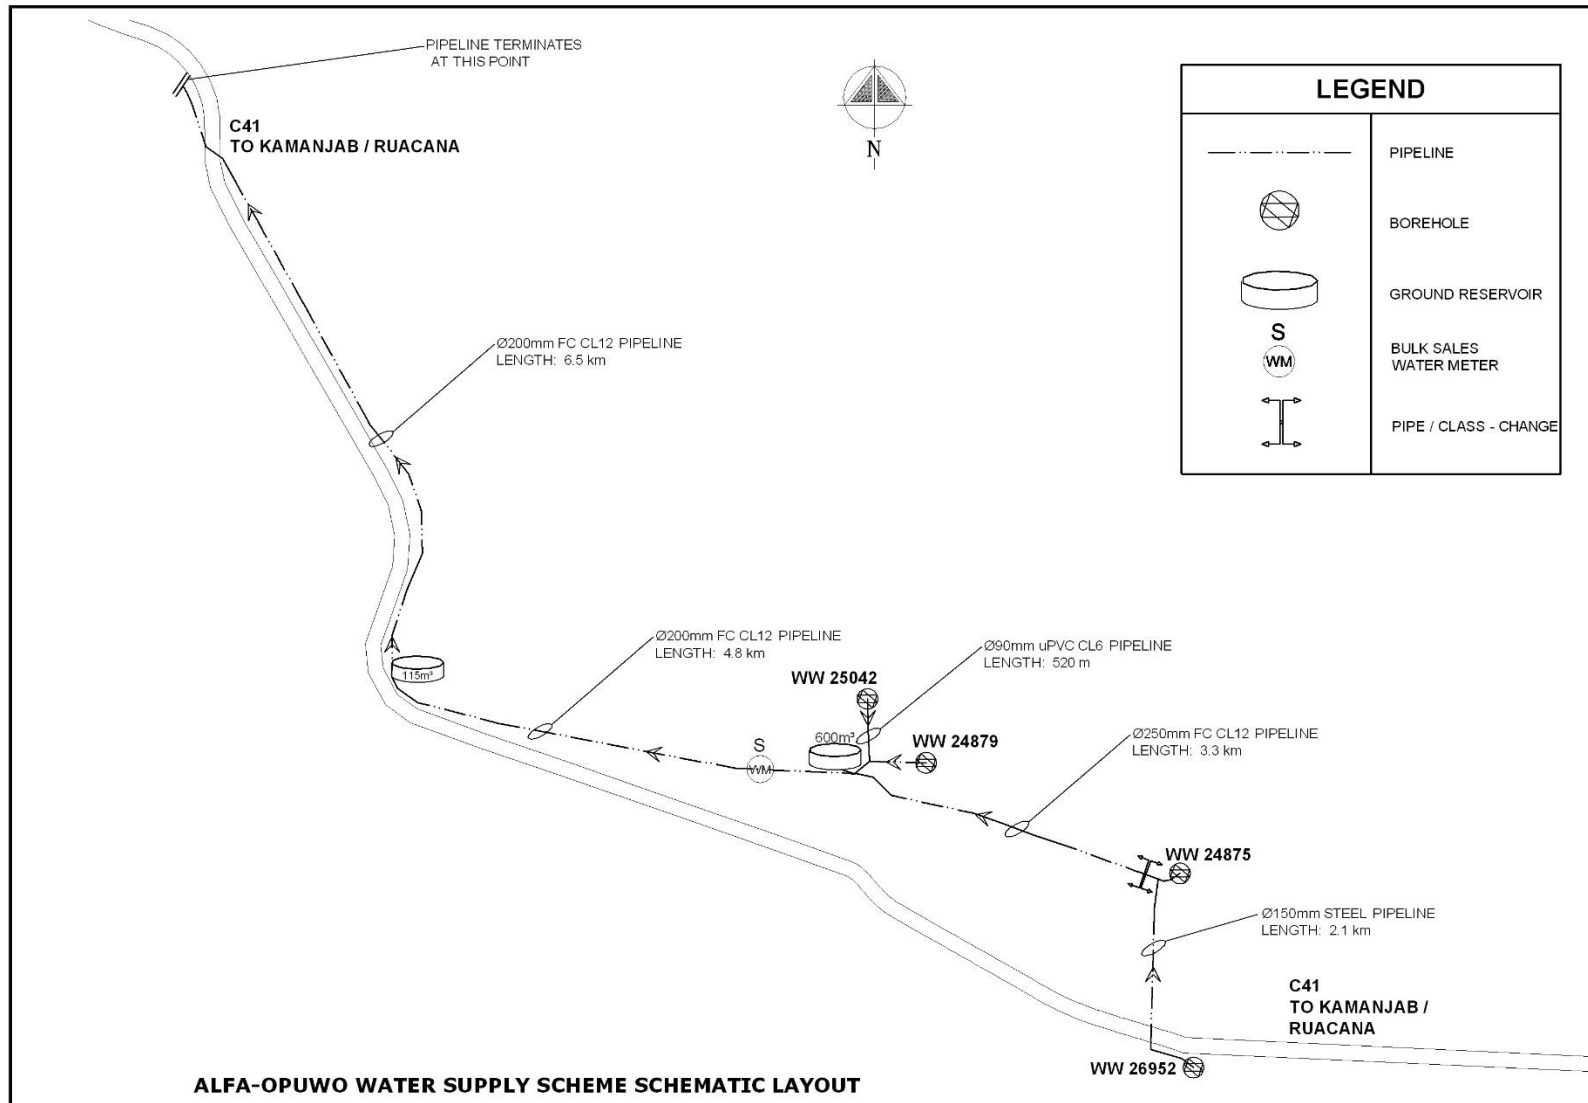 PIPELINE TERMINATES
AT THIS POINT
C41
TO KAMANJAB / RUACANA
N
LEGEND
PIPELINE
BOREHOLE
GROUND RESERVOIR
S
WM
BULK SALES
WATER METER
PIPE / CLASS - CHANGE
Ø200mm FC CL12 PIPELINE
LENGTH: 6.5 km
Ø200mm FC CL12 PIPELINE
LENGTH: 4.8 km
115m³
Ø90mm uPVC CL6 PIPELINE
LENGTH: 520 m
WW 25042
600m³
WW 24879
S
WM
Ø250mm FC CL12 PIPELINE
LENGTH: 3.3 km
WW 24875
Ø150mm STEEL PIPELINE
LENGTH: 2.1 km
C41
TO KAMANJAB /
RUACANA
WW 26952
ALFA-OPUWO WATER SUPPLY SCHEME SCHEMATIC LAYOUT